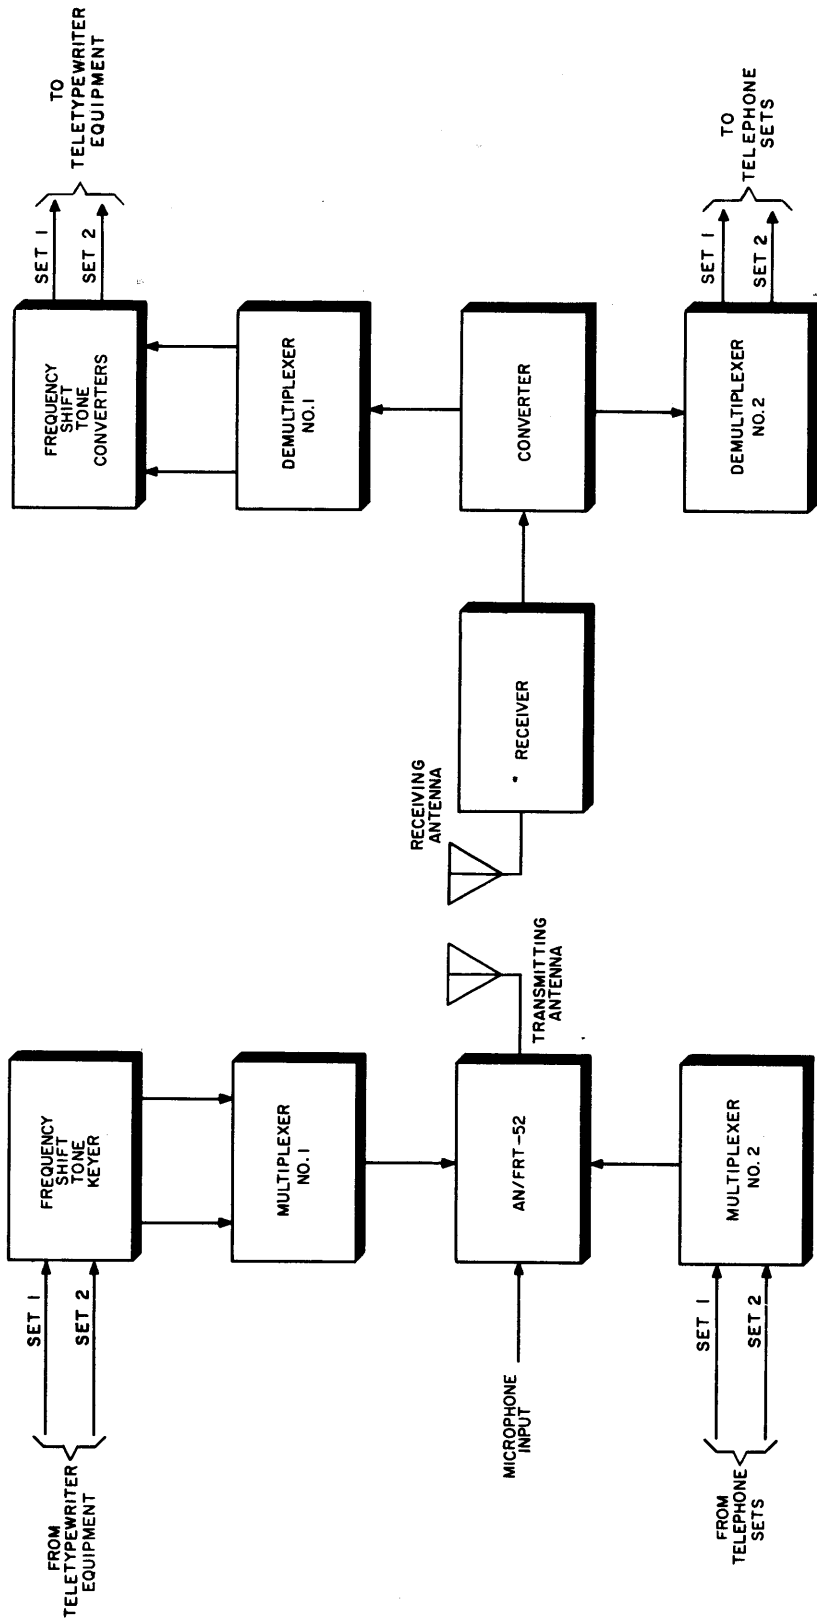 FROM
TELETYPEWRITER
EQUIPMENT
SET 1
SET 2
FREQUENCY
SHIFT
TONE
KEYER
MULTIPLEXER
NO. 1
MICROPHONE
INPUT
AN/FRT-52
TRANSMITTING
ANTENNA
FROM
TELEPHONE
SETS
SET 1
SET 2
MULTIPLEXER
NO. 2
RECEIVING
ANTENNA
RECEIVER
CONVERTER
DEMULTIPLEXER
NO. 1
FREQUENCY
SHIFT
TONE
CONVERTERS
SET 1
SET 2
TO
TELETYPEWRITER
EQUIPMENT
DEMULTIPLEXER
NO. 2
SET 1
SET 2
TO
TELEPHONE
SETS